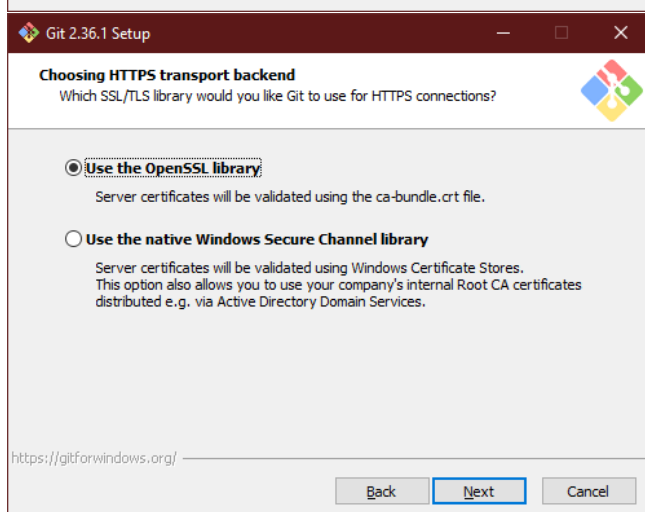 Git 2.36.1 Setup
Choosing HTTPS transport backend
Which SSL/TLS library would you like Git to use for HTTPS connections?
Use the OpenSSL library
Server certificates will be validated using the ca-bundle.crt file.
Use the native Windows Secure Channel library
Server certificates will be validated using Windows Certificate Stores.
This option also allows you to use your company's internal Root CA certificates
distributed e.g. via Active Directory Domain Services.
https://gitforwindows.org/
Back Next Cancel